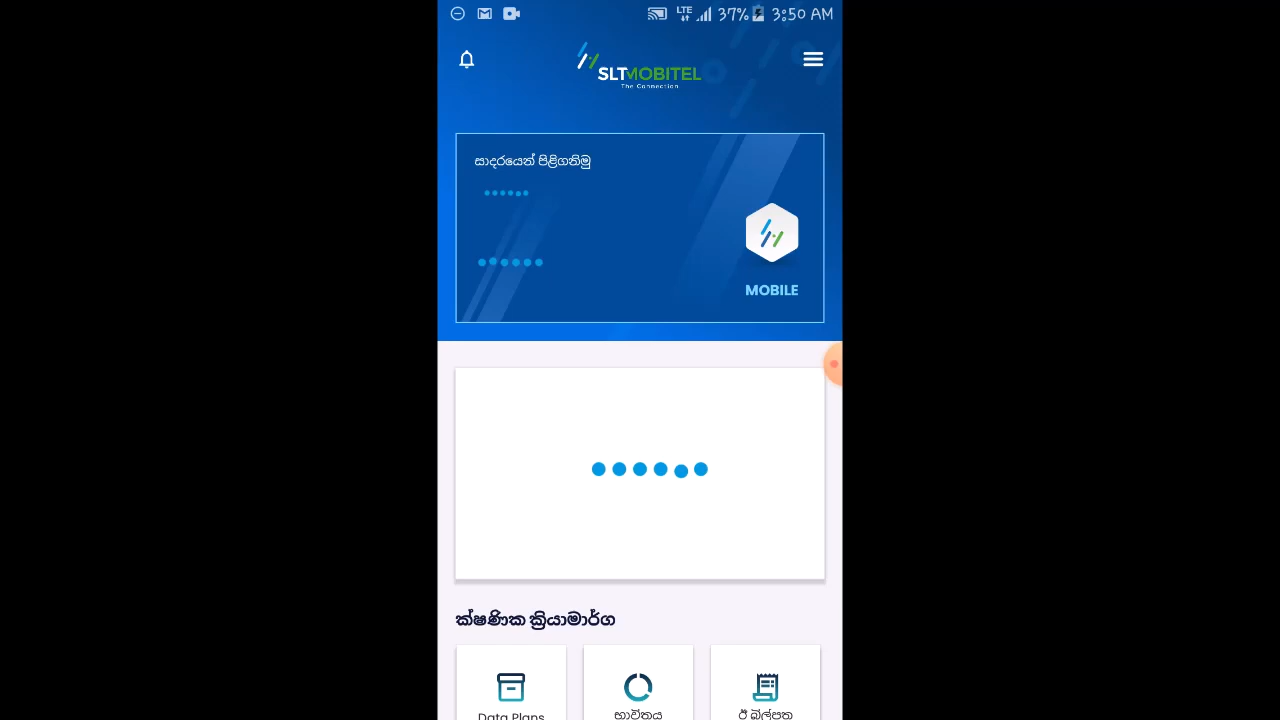 LTE 37% 3:50 AM
SLTMOBITEL
The Connection
සාදරයෙන් පිළිගනිමු
MOBILE
ක්ෂණික ක්‍රියාමාර්ග
Data Plans භාවිතය ඊ බිල්පත